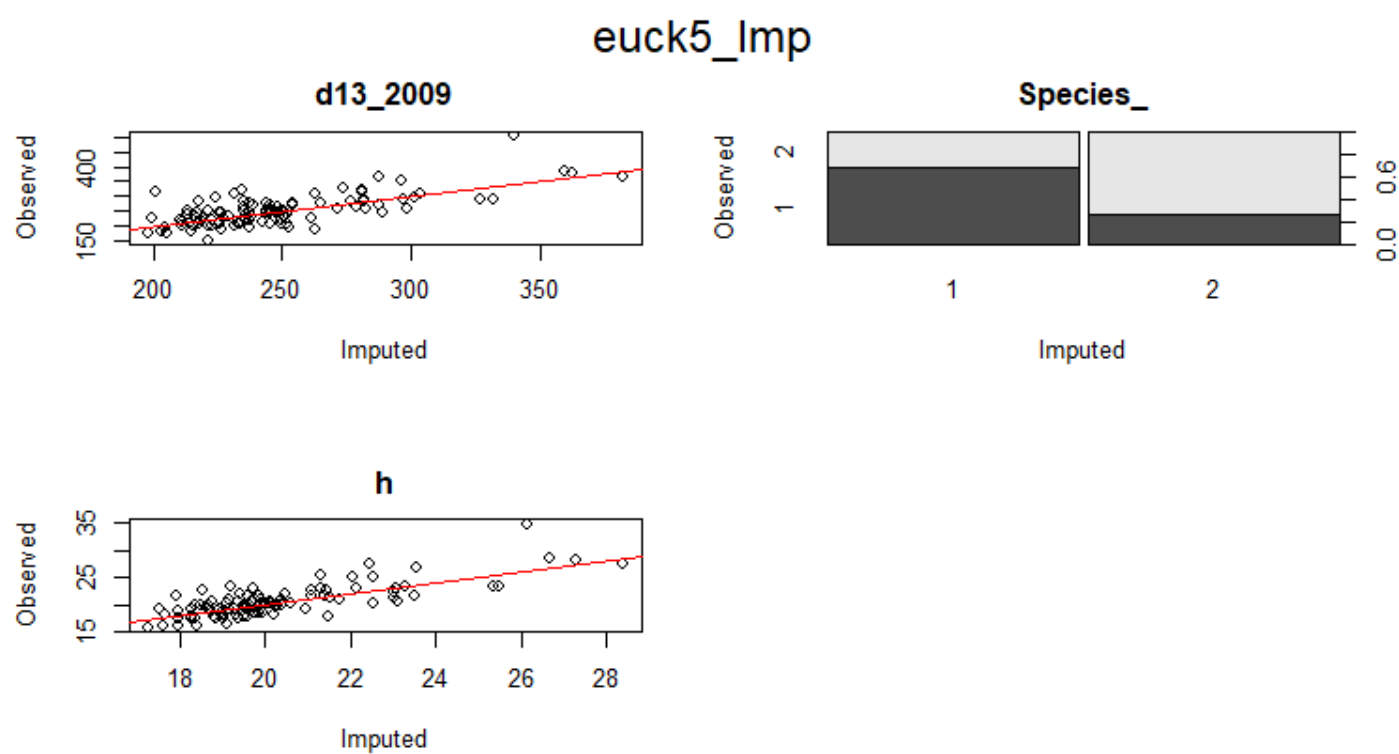 euck5_Imp
d13_2009
Observed
150
400
200 250 300 350
Imputed
Species_
Observed
1
2
0.0
0.6
1 2
Imputed
h
Observed
15
25
35
18 20 22 24 26 28
Imputed